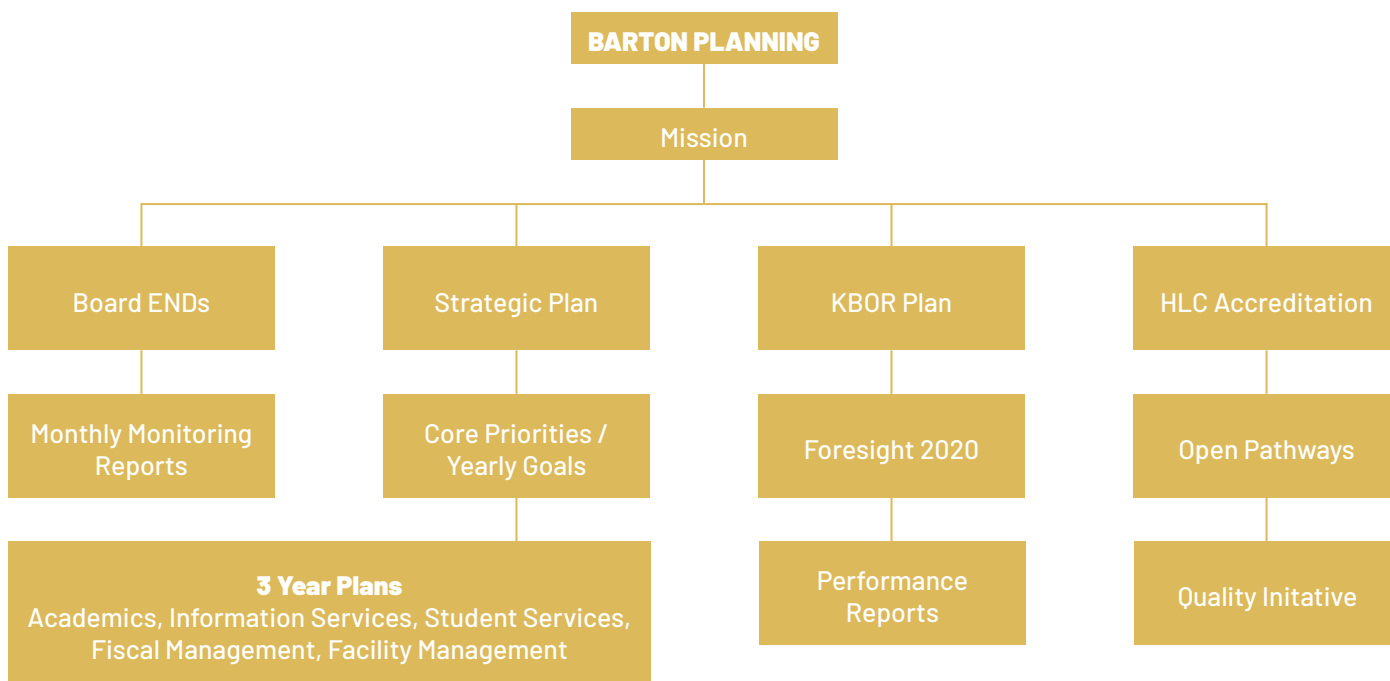 BARTON PLANNING
Mission
Board ENDs
Strategic Plan
KBOR Plan
HLC Accreditation
Monthly Monitoring
Reports
Core Priorities /
Yearly Goals
Foresight 2020
Open Pathways
3 Year Plans
Academics, Information Services, Student Services,
Fiscal Management, Facility Management
Performance
Reports
Quality Initative